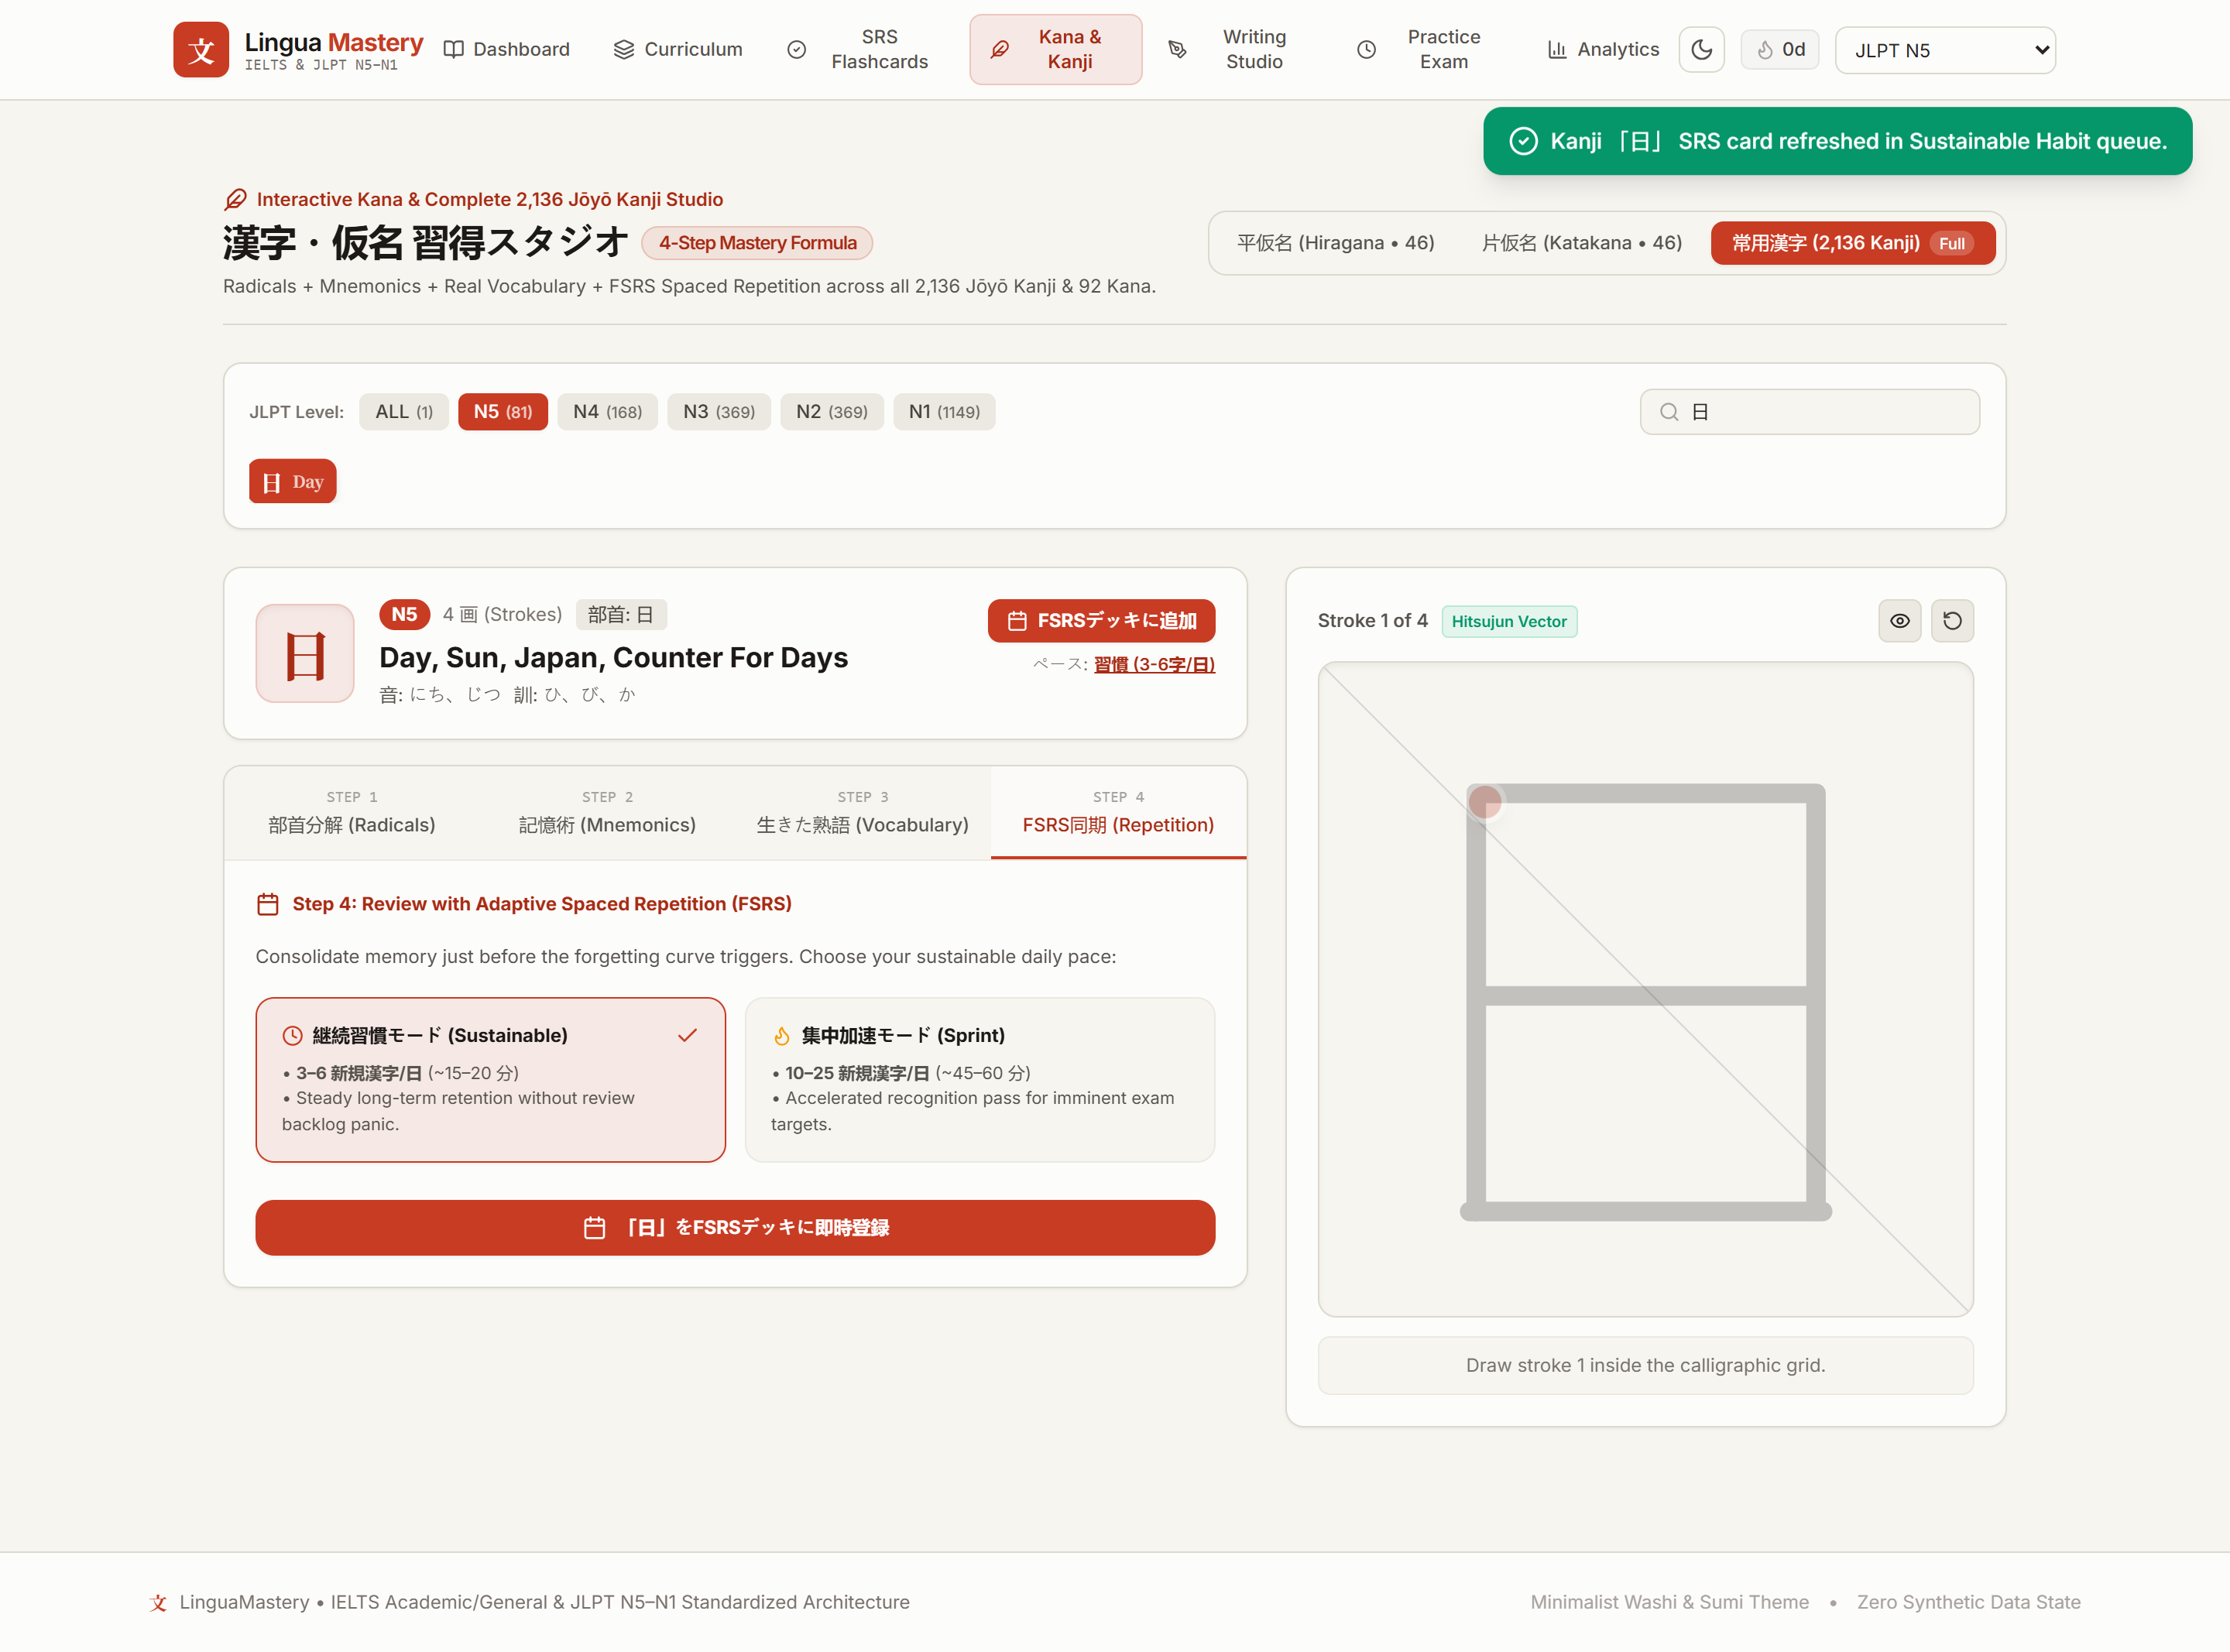 文
Lingua Mastery
IELTS & JLPT N5–N1
Dashboard
Curriculum
SRS
Flashcards
Kana &
Kanji
Writing
Studio
Practice
Exam
Analytics
0d
JLPT N5
Kanji 「日」 SRS card refreshed in Sustainable Habit queue.
Interactive Kana & Complete 2,136 Jōyō Kanji Studio
漢字・仮名 習得スタジオ 4-Step Mastery Formula
Radicals + Mnemonics + Real Vocabulary + FSRS Spaced Repetition across all 2,136 Jōyō Kanji & 92 Kana.
平仮名 (Hiragana • 46)
片仮名 (Katakana • 46)
常用漢字 (2,136 Kanji) Full
JLPT Level: ALL (1) N5 (81) N4 (168) N3 (369) N2 (369) N1 (1149)
日
日 Day
日
N5 4 画 (Strokes) 部首: 日
Day, Sun, Japan, Counter For Days
音: にち、じつ 訓: ひ、び、か
FSRSデッキに追加
ペース: 習慣 (3-6字/日)
STEP 1
部首分解 (Radicals)
STEP 2
記憶術 (Mnemonics)
STEP 3
生きた熟語 (Vocabulary)
STEP 4
FSRS同期 (Repetition)
Step 4: Review with Adaptive Spaced Repetition (FSRS)
Consolidate memory just before the forgetting curve triggers. Choose your sustainable daily pace:
継続習慣モード (Sustainable)
• 3–6 新規漢字/日 (~15–20 分)
• Steady long-term retention without review
backlog panic.
集中加速モード (Sprint)
• 10–25 新規漢字/日 (~45–60 分)
• Accelerated recognition pass for imminent exam
targets.
「日」をFSRSデッキに即時登録
Stroke 1 of 4 Hitsujun Vector
日
Draw stroke 1 inside the calligraphic grid.
文 LinguaMastery • IELTS Academic/General & JLPT N5–N1 Standardized Architecture
Minimalist Washi & Sumi Theme • Zero Synthetic Data State